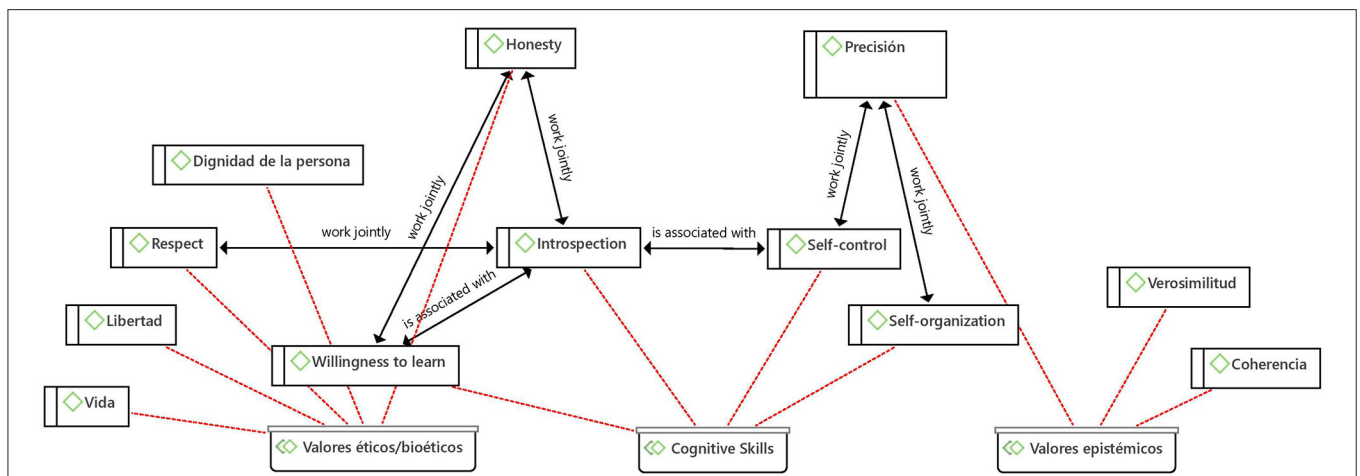 Honesty
Precisión
work jointly
work jointly
work jointly
work jointly
Dignidad de la persona
work jointly
Respect
Introspection
is associated with
Self-control
is associated with
Verosimilitud
Libertad
Self-organization
Willingness to learn
Coherencia
Vida
Valores éticos/bioéticos
Cognitive Skills
Valores epistémicos